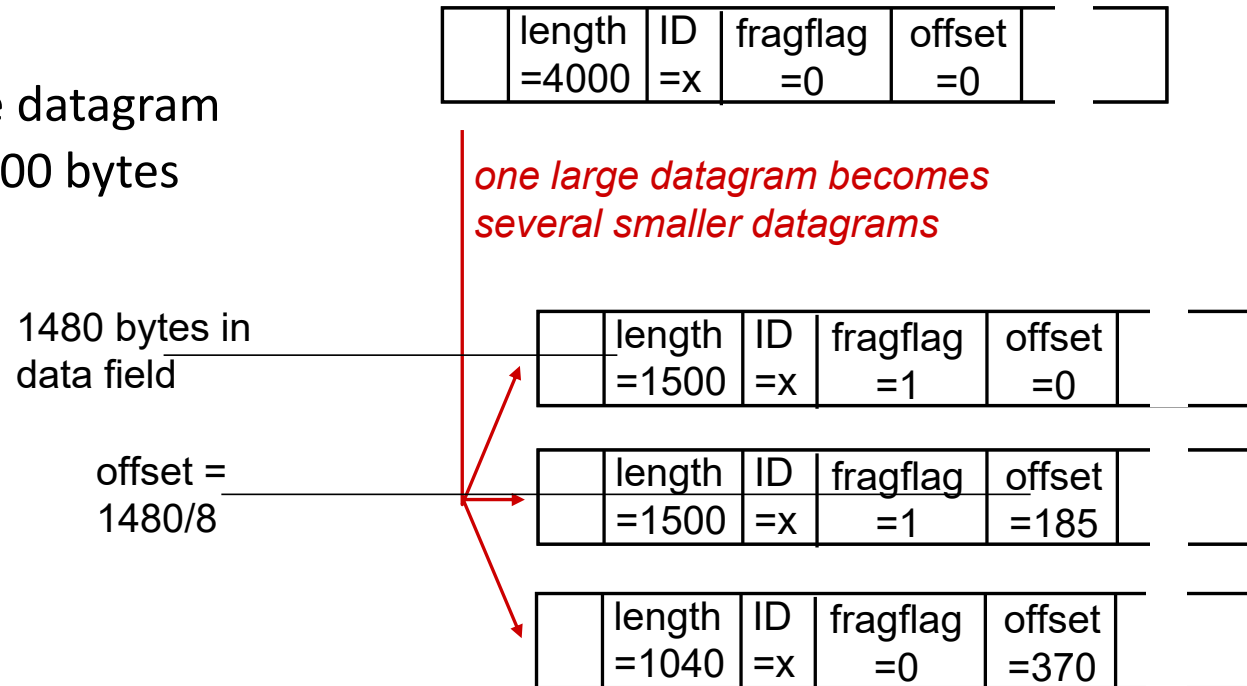 length ID fragflag offset
=4000 =x =0 =0
e datagram
00 bytes
one large datagram becomes
several smaller datagrams
1480 bytes in
data field
length ID fragflag offset
=1500 =x =1 =0
offset =
1480/8
length ID fragflag offset
=1500 =x =1 =185
length ID fragflag offset
=1040 =x =0 =370